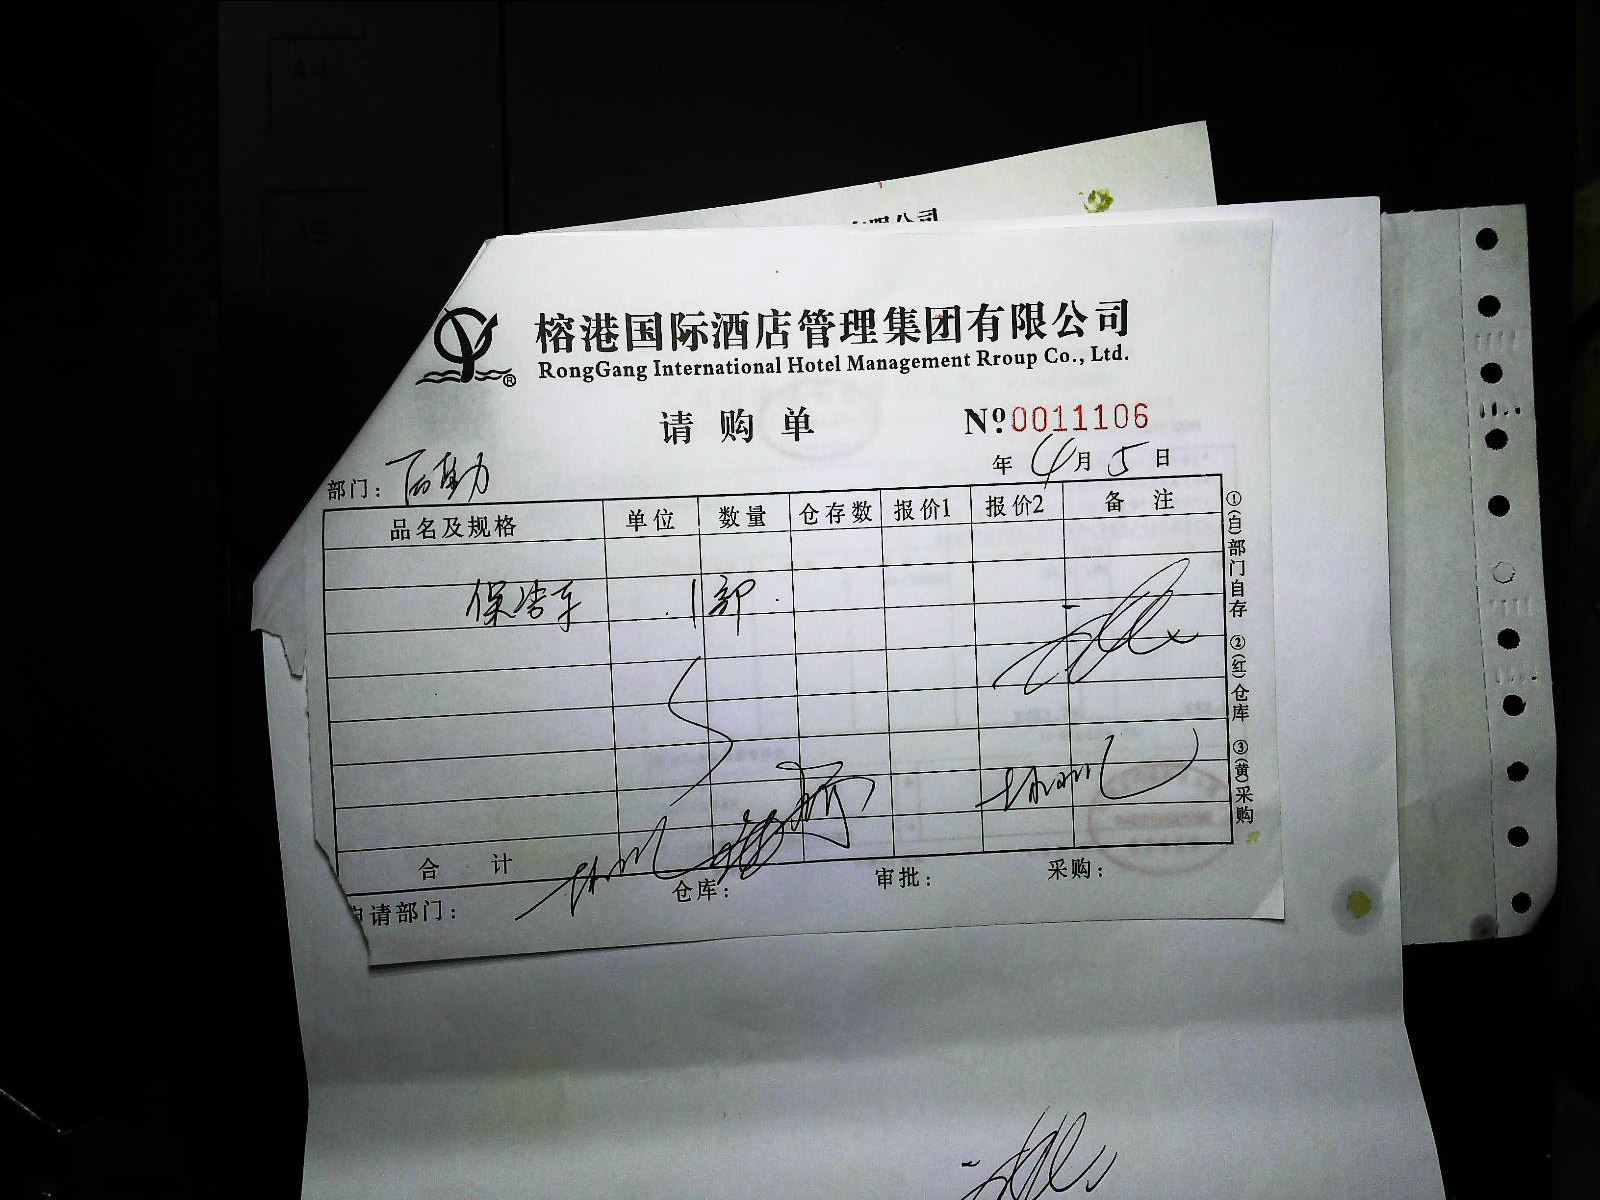 有限公司
榕港国际酒店管理集团有限公司
RongGang International Hotel Management Rroup Co., Ltd.
®
请购单 Nº0011106
年 4月 5日
部门：后勤
品名及规格 单位 数量 仓存数 报价1 报价2 备注
保洁车 1部
合计
申请部门： 仓库： 审批： 采购：
①(白)部门自存 ②(红)仓库 ③(黄)采购